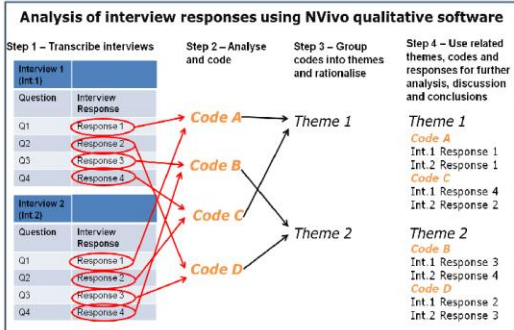 Analysis of interview responses using NVivo qualitative software
Step 1 – Transcribe interviews
Interview 1
(Int.1)
Question
Interview
Response
Q1
Response 1
Q2
Response 2
Q3
Response 3
Q4
Response 4
Interview 2
(Int.2)
Question
Interview
Response
Q1
Response 1
Q2
Response 2
Q3
Response 3
Q4
Response 4
Step 2 – Analyse
and code
Code A
Code B
Code C
Code D
Step 3 – Group
codes into themes
and rationalise
Theme 1
Theme 2
Step 4 – Use related
themes, codes and
responses for further
analysis, discussion
and conclusions
Theme 1
Code A
Int.1 Response 1
Int.2 Response 1
Code C
Int.1 Response 4
Int.2 Response 2
Theme 2
Code B
Int.1 Response 3
Int.2 Response 4
Code D
Int.1 Response 2
Int.2 Response 3